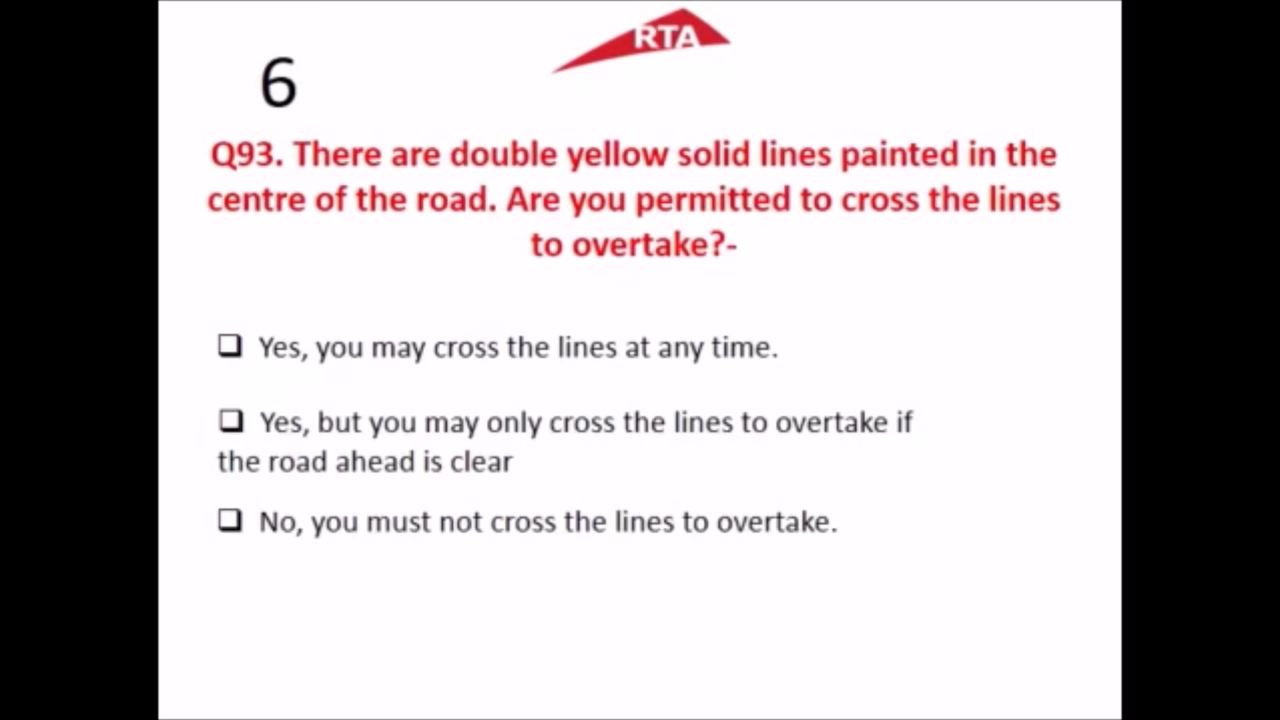 RTA
6
Q93. There are double yellow solid lines painted in the
centre of the road. Are you permitted to cross the lines
to overtake?-
❑ Yes, you may cross the lines at any time.
❑ Yes, but you may only cross the lines to overtake if
the road ahead is clear
❑ No, you must not cross the lines to overtake.